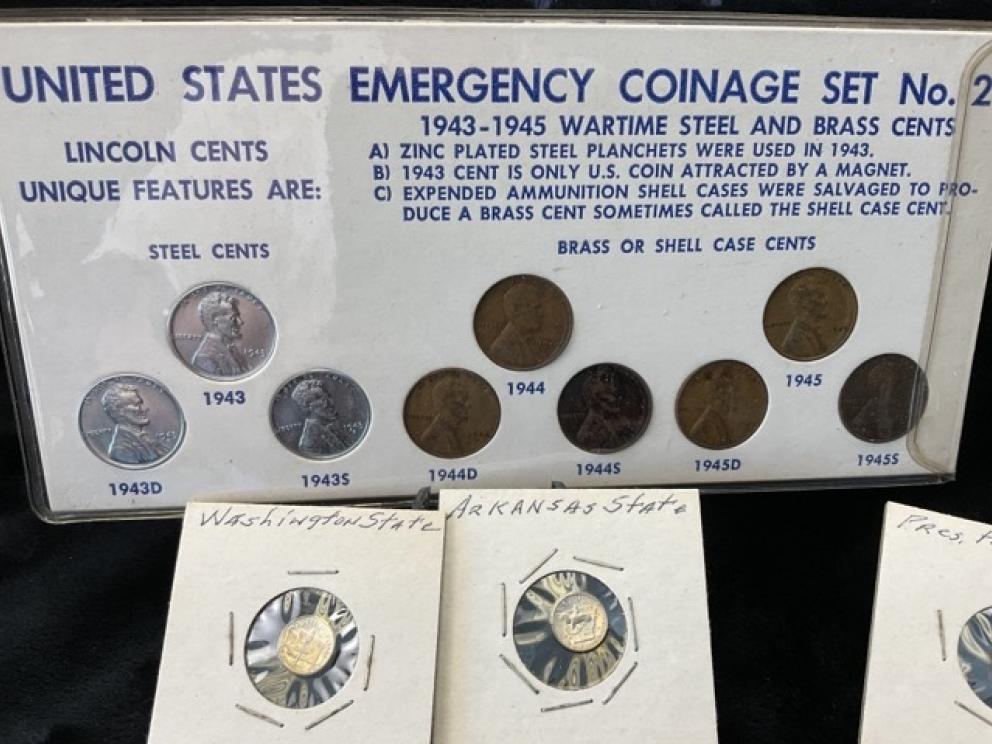 UNITED STATES EMERGENCY COINAGE SET No. 2
1943-1945 WARTIME STEEL AND BRASS CENTS
LINCOLN CENTS
UNIQUE FEATURES ARE:
A) ZINC PLATED STEEL PLANCHETS WERE USED IN 1943.
B) 1943 CENT IS ONLY U.S. COIN ATTRACTED BY A MAGNET.
C) EXPENDED AMMUNITION SHELL CASES WERE SALVAGED TO PRO-
DUCE A BRASS CENT SOMETIMES CALLED THE SHELL CASE CENT.
STEEL CENTS
BRASS OR SHELL CASE CENTS
1943
1944
1945
1943D
1943S
1944D
1944S
1945D
1945S
Washington State
Arkansas State
Pres.